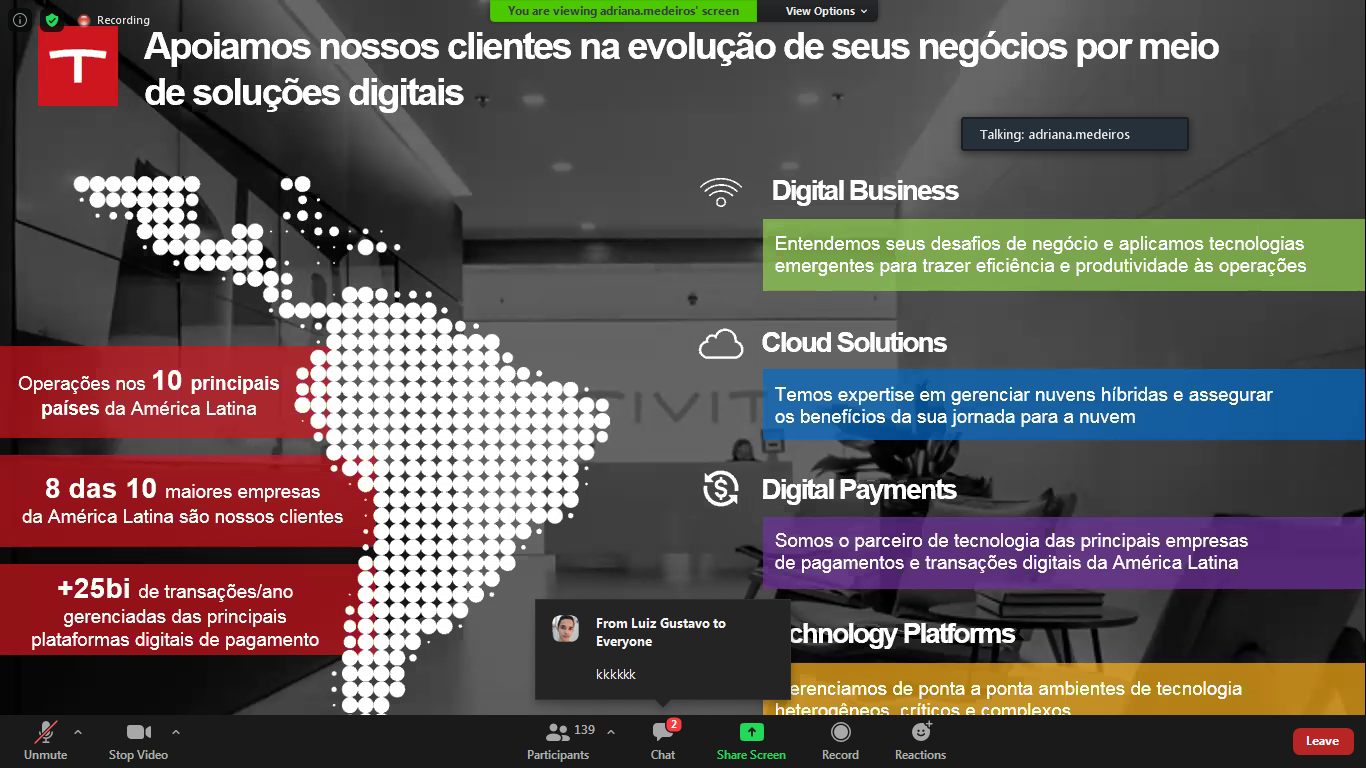 Recording
You are viewing adriana.medeiros' screen
View Options
T
Apoiamos nossos clientes na evolução de seus negócios por meio
de soluções digitais
Talking: adriana.medeiros
Digital Business
Entendemos seus desafios de negócio e aplicamos tecnologias
emergentes para trazer eficiência e produtividade às operações
Cloud Solutions
Temos expertise em gerenciar nuvens híbridas e assegurar
os benefícios da sua jornada para a nuvem
Operações nos 10 principais
países da América Latina
TIVIT
8 das 10 maiores empresas
da América Latina são nossos clientes
Digital Payments
Somos o parceiro de tecnologia das principais empresas
de pagamentos e transações digitais da América Latina
+25bi de transações/ano
gerenciadas das principais
plataformas digitais de pagamento
From Luiz Gustavo to
Everyone
kkkkkk
chnology Platforms
erenciamos de ponta a ponta ambientes de tecnologia
heterogêneos, críticos e complexos
Unmute
Stop Video
139
Participants
2
Chat
Share Screen
Record
Reactions
Leave